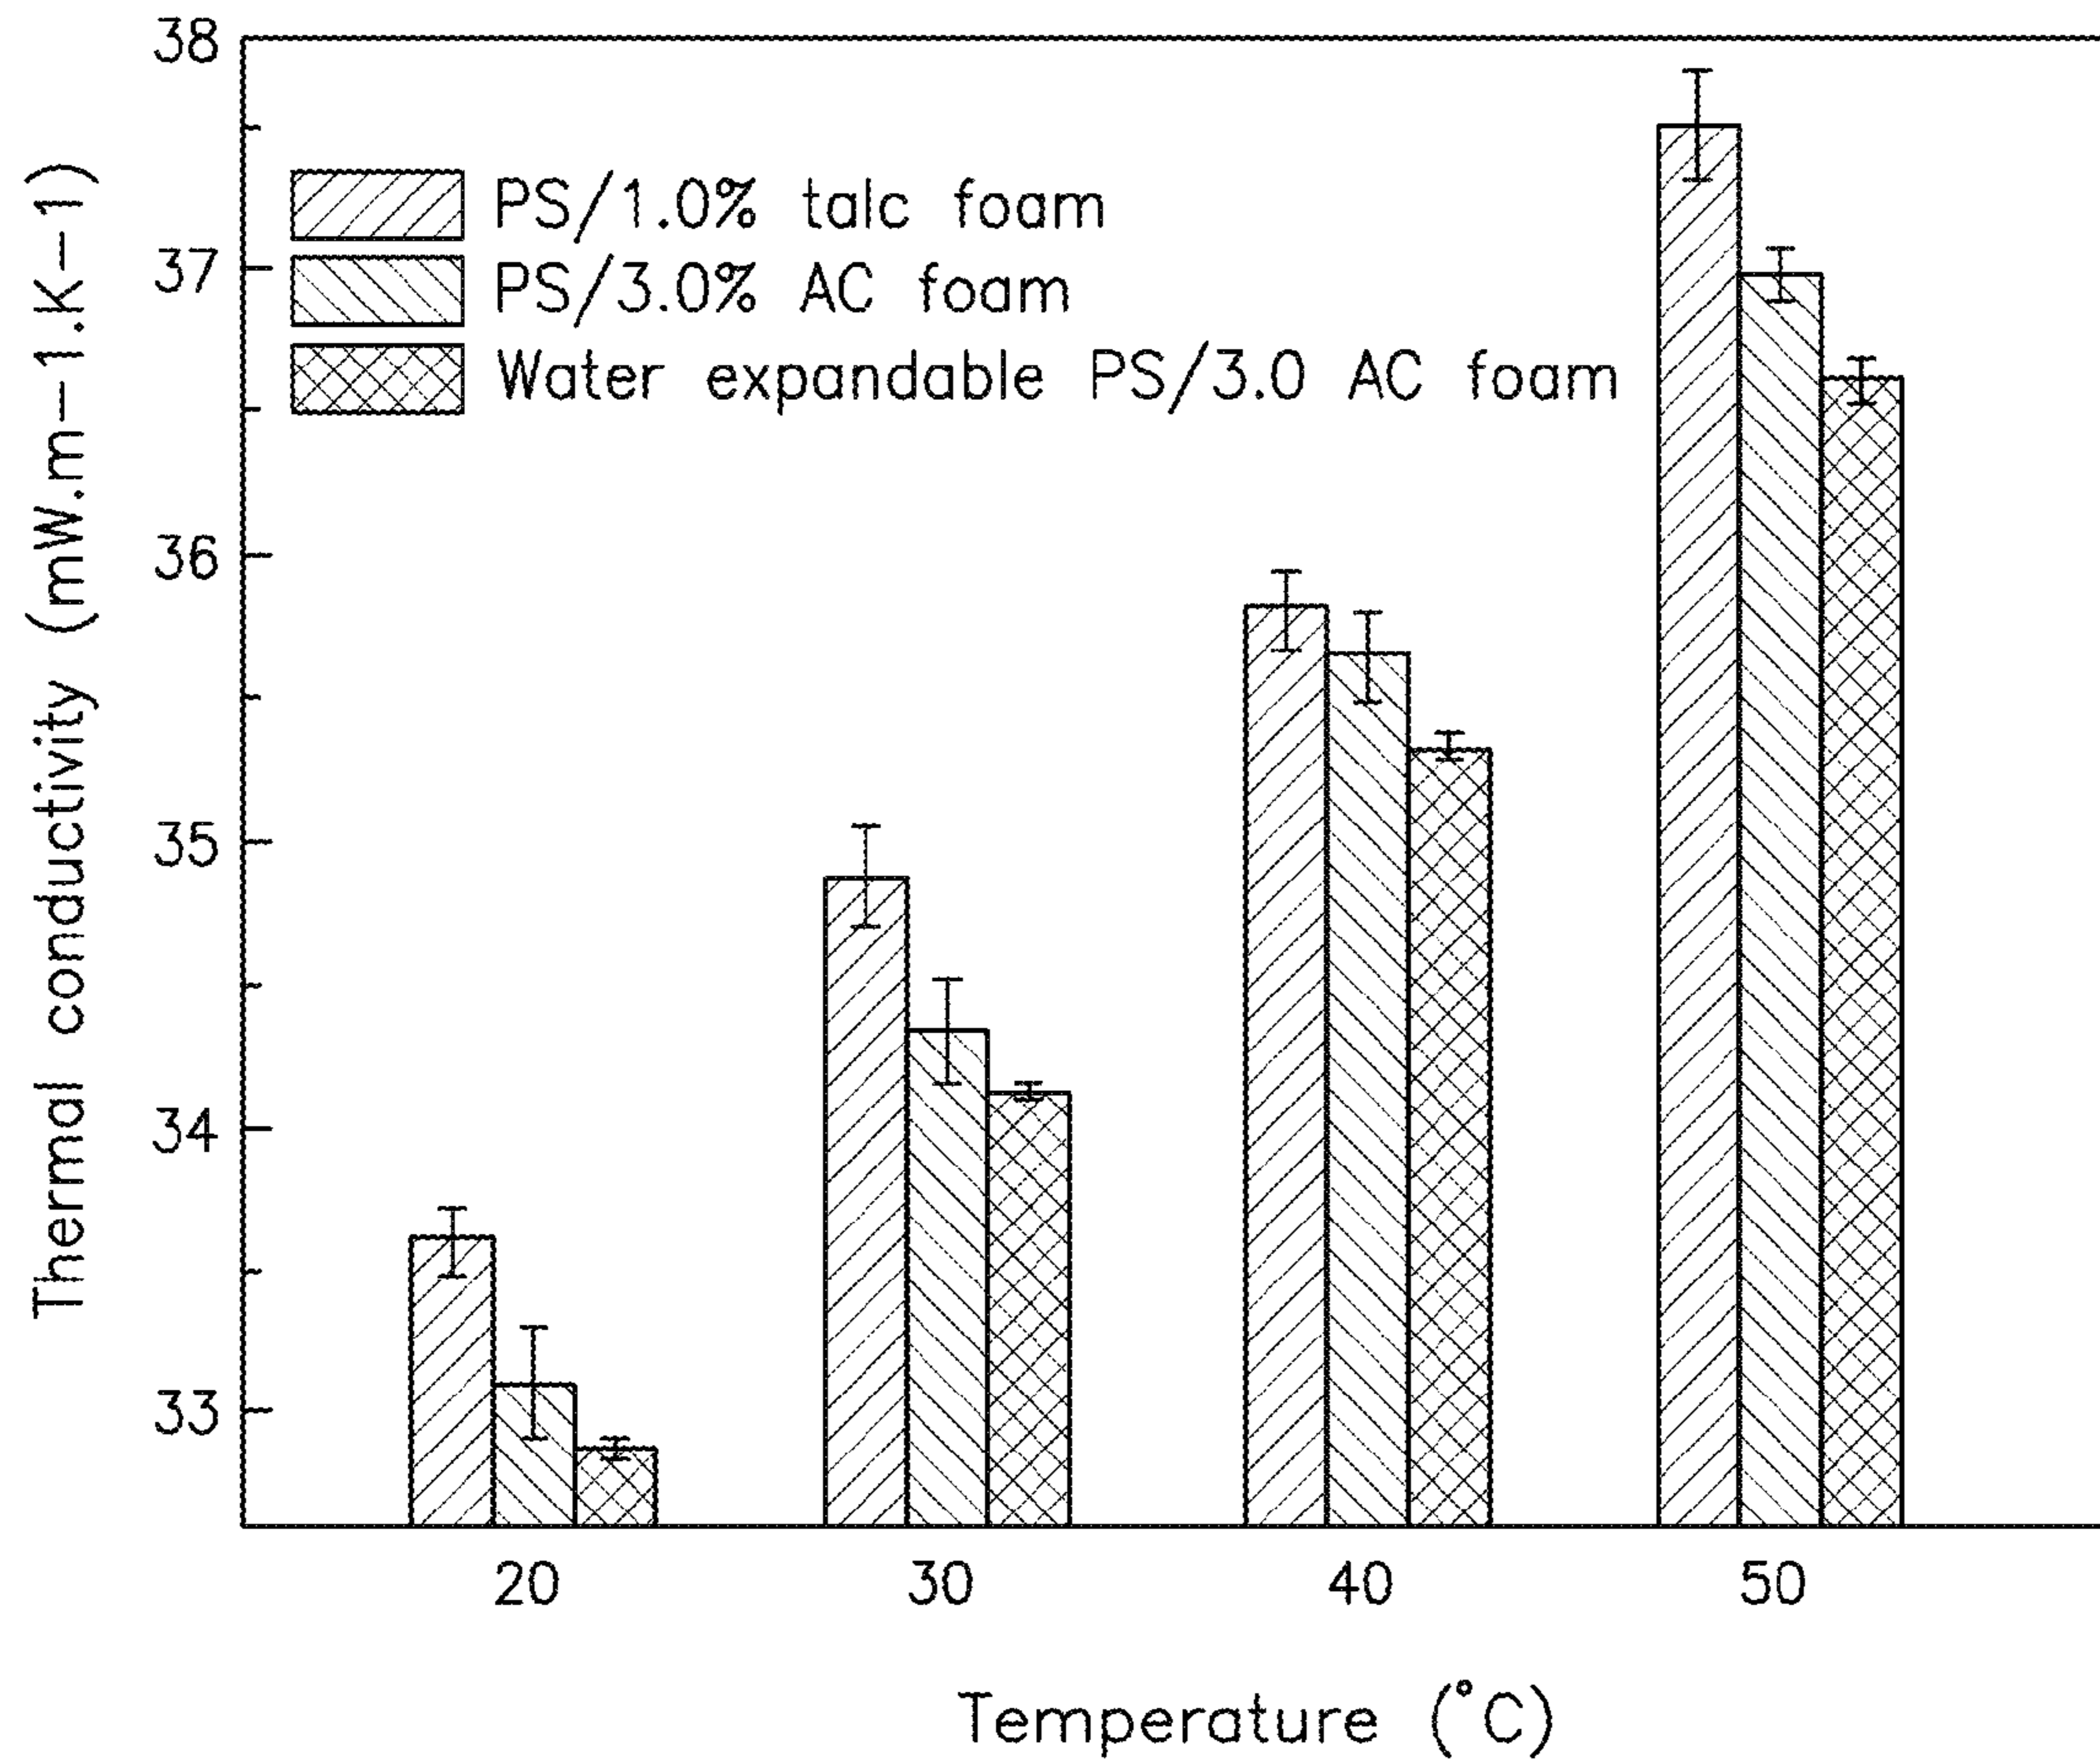 38
37
36
35
34
33
Thermal conductivity (mW.m-1.K-1)
PS/1.0% talc foam
PS/3.0% AC foam
Water expandable PS/3.0 AC foam
20 30 40 50
Temperature (°C)